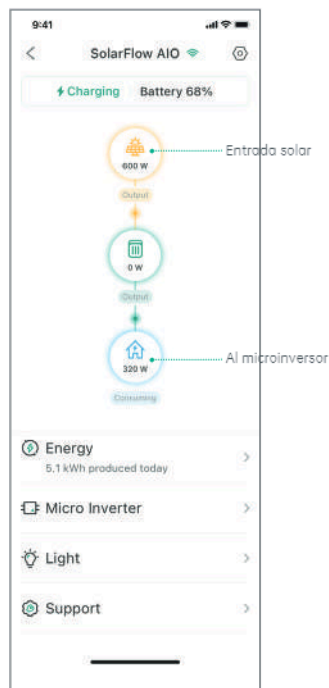 9:41
SolarFlow AIO
Charging Battery 68%
600 W
Entrada solar
Output
0 W
Output
320 W
Al microinversor
Consuming
Energy
5.1 kWh produced today
Micro Inverter
Light
Support